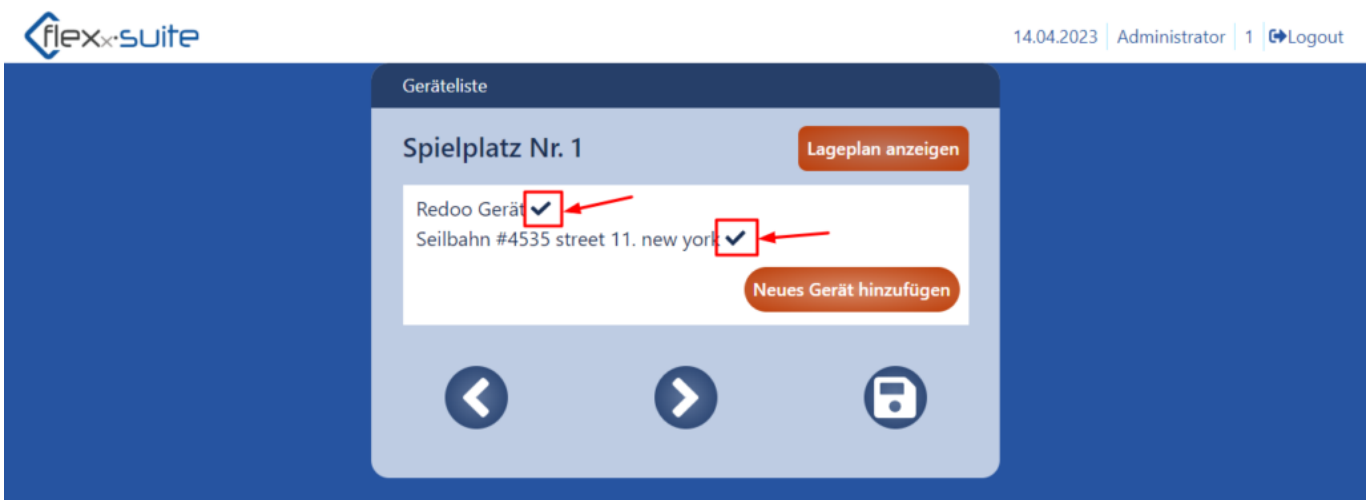 flexx-suite
14.04.2023 Administrator 1 Logout
Geräteliste
Spielplatz Nr. 1
Lageplan anzeigen
Redoo Gerät
Seilbahn #4535 street 11. new york
Neues Gerät hinzufügen